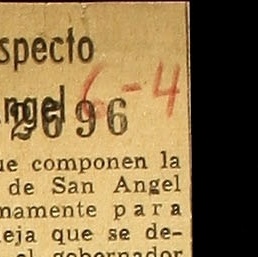 specto
6-4
ngel
2696
ue componen la
de San Angel
namente para
eja que se de-
el gobernador